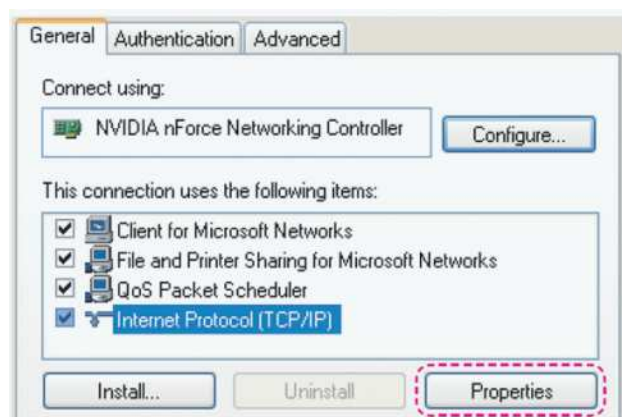 General Authentication Advanced
Connect using:
NVIDIA nForce Networking Controller Configure...
This connection uses the following items:
Client for Microsoft Networks
File and Printer Sharing for Microsoft Networks
QoS Packet Scheduler
Internet Protocol (TCP/IP)
Install... Uninstall Properties